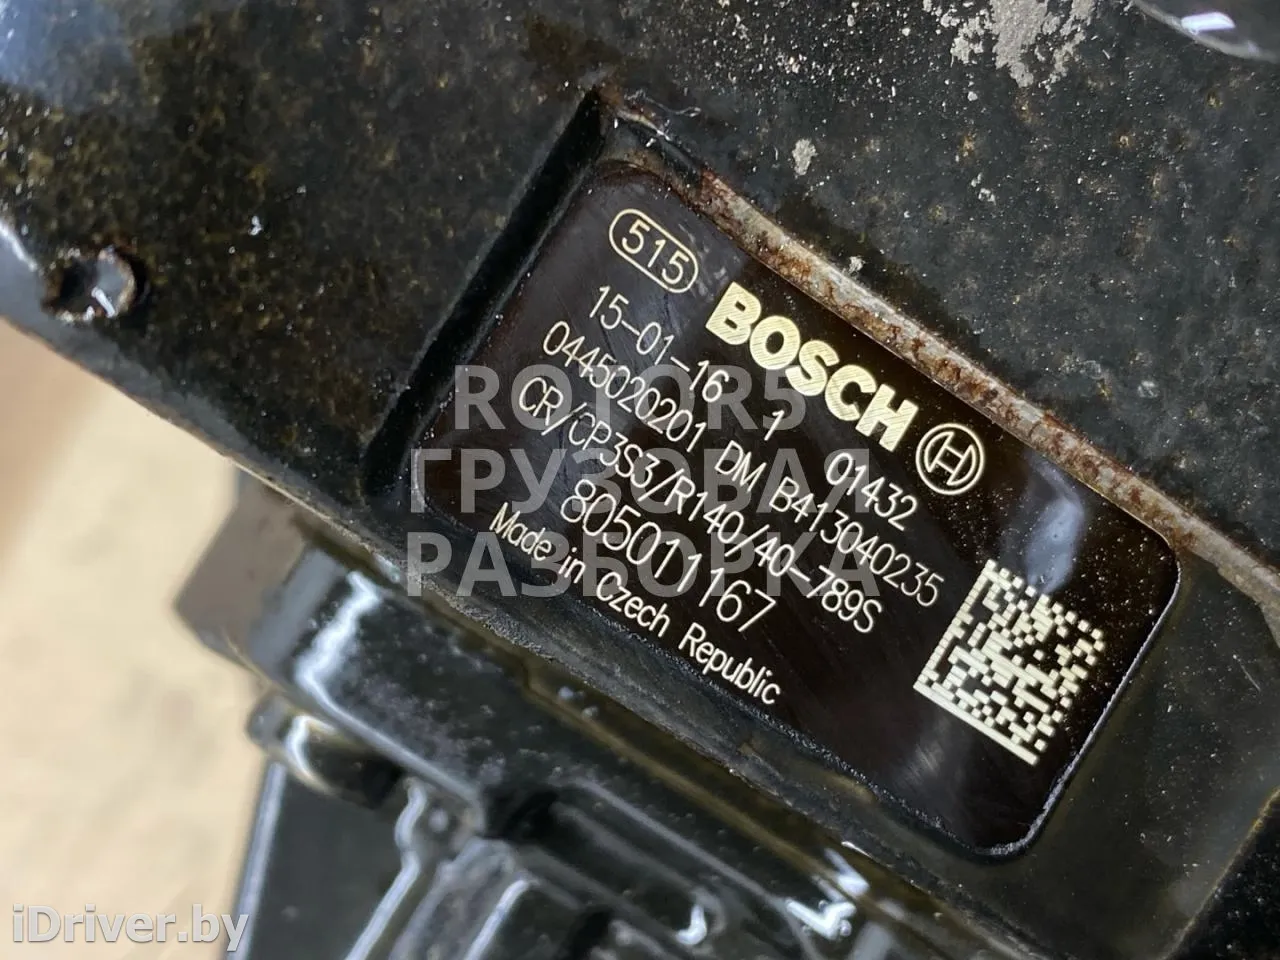 515
BOSCH
15-01-16 1 01432
0445020201 DM B413040235
CR/CP3S3/R140/40-789S
805011167
Made in Czech Republic
ROTOR5
ГРУЗОВАЯ
РАЗБОРКА
iDriver.by